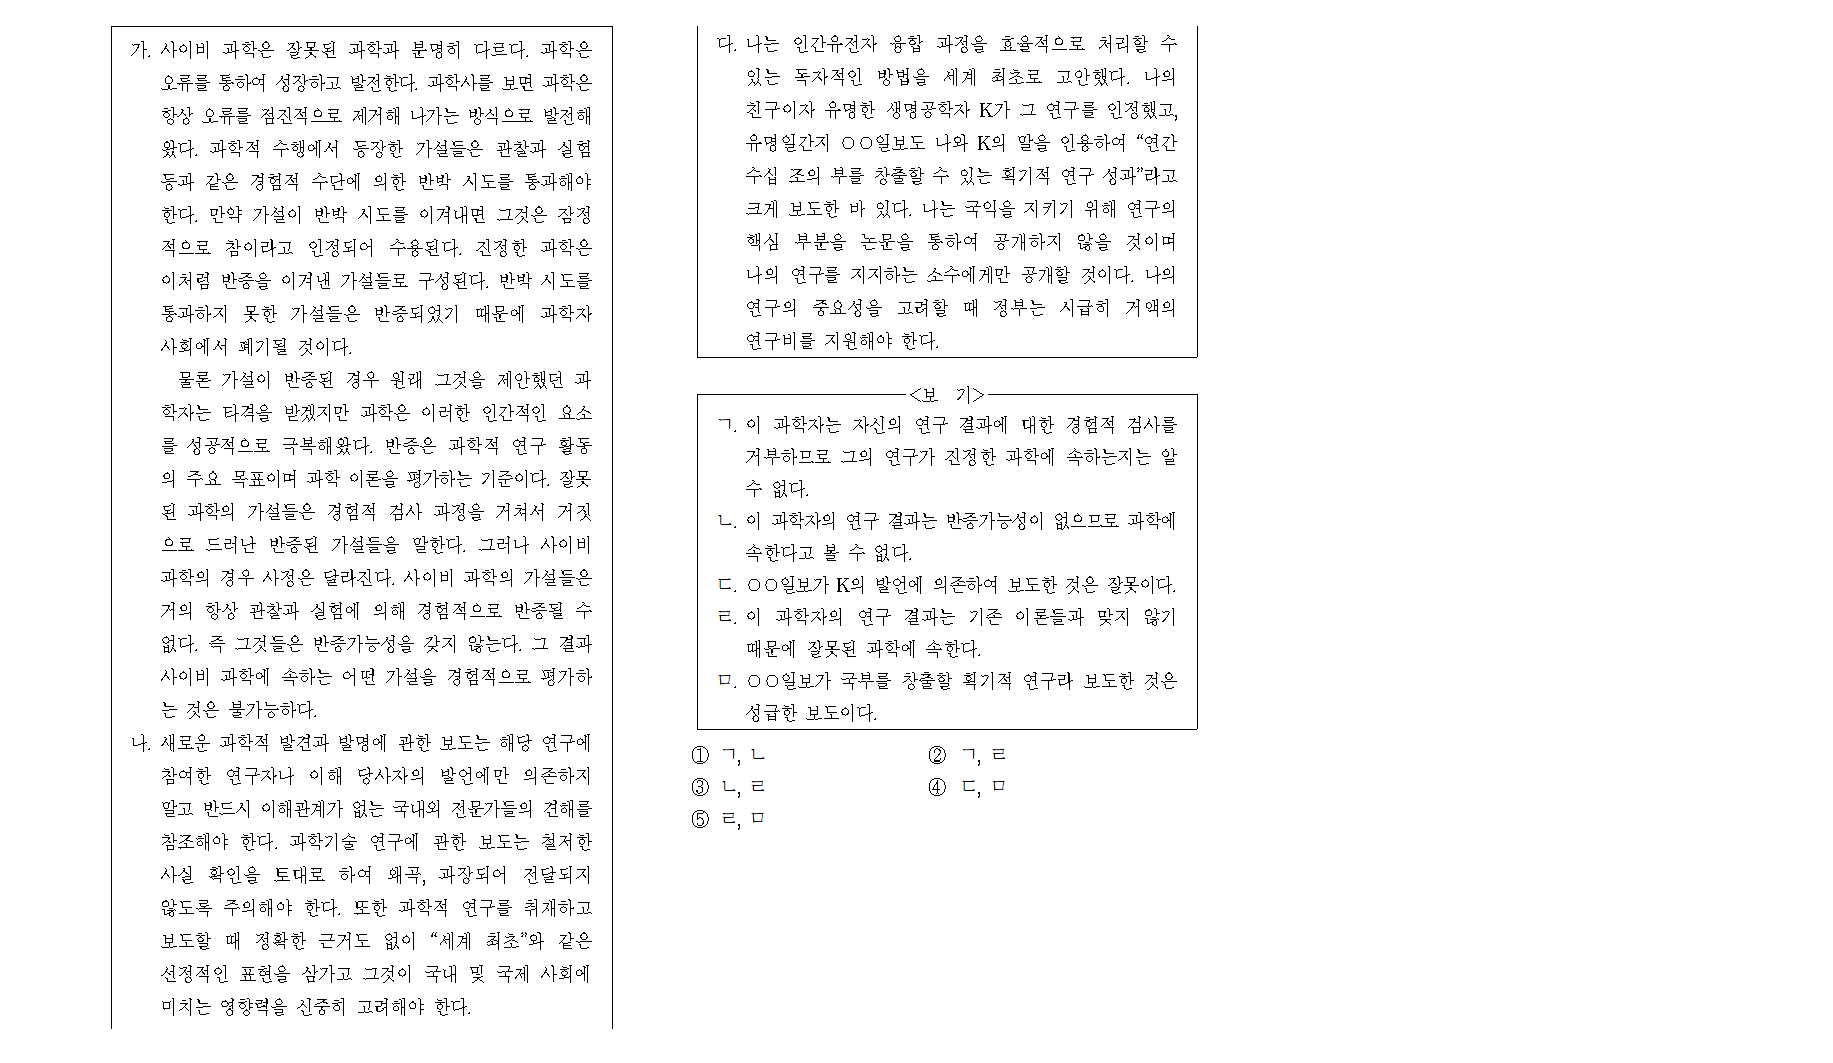 가. 사이비 과학은 잘못된 과학과 분명히 다르다. 과학은
오류를 통하여 성장하고 발전한다. 과학사를 보면 과학은
항상 오류를 점진적으로 제거해 나가는 방식으로 발전해
왔다. 과학적 수행에서 등장한 가설들은 관찰과 실험
등과 같은 경험적 수단에 의한 반박 시도를 통과해야
한다. 만약 가설이 반박 시도를 이겨내면 그것은 잠정
적으로 참이라고 인정되어 수용된다. 진정한 과학은
이처럼 반증을 이겨낸 가설들로 구성된다. 반박 시도를
통과하지 못한 가설들은 반증되었기 때문에 과학자
사회에서 폐기될 것이다.
물론 가설이 반증된 경우 원래 그것을 제안했던 과
학자는 타격을 받겠지만 과학은 이러한 인간적인 요소
를 성공적으로 극복해왔다. 반증은 과학적 연구 활동
의 주요 목표이며 과학 이론을 평가하는 기준이다. 잘못
된 과학의 가설들은 경험적 검사 과정을 거쳐서 거짓
으로 드러난 반증된 가설들을 말한다. 그러나 사이비
과학의 경우 사정은 달라진다. 사이비 과학의 가설들은
거의 항상 관찰과 실험에 의해 경험적으로 반증될 수
없다. 즉 그것들은 반증가능성을 갖지 않는다. 그 결과
사이비 과학에 속하는 어떤 가설을 경험적으로 평가하
는 것은 불가능하다.
나. 새로운 과학적 발견과 발명에 관한 보도는 해당 연구에
참여한 연구자나 이해 당사자의 발언에만 의존하지
말고 반드시 이해관계가 없는 국내외 전문가들의 견해를
참조해야 한다. 과학기술 연구에 관한 보도는 철저한
사실 확인을 토대로 하여 왜곡, 과장되어 전달되지
않도록 주의해야 한다. 또한 과학적 연구를 취재하고
보도할 때 정확한 근거도 없이 “세계 최초”와 같은
선정적인 표현을 삼가고 그것이 국내 및 국제 사회에
미치는 영향력을 신중히 고려해야 한다.
다. 나는 인간유전자 융합 과정을 효율적으로 처리할 수
있는 독자적인 방법을 세계 최초로 고안했다. 나의
친구이자 유명한 생명공학자 K가 그 연구를 인정했고,
유명일간지 ○○일보도 나와 K의 말을 인용하여 “연간
수십 조의 부를 창출할 수 있는 획기적 연구 성과”라고
크게 보도한 바 있다. 나는 국익을 지키기 위해 연구의
핵심 부분을 논문을 통하여 공개하지 않을 것이며
나의 연구를 지지하는 소수에게만 공개할 것이다. 나의
연구의 중요성을 고려할 때 정부는 시급히 거액의
연구비를 지원해야 한다.
<보 기>
ㄱ. 이 과학자는 자신의 연구 결과에 대한 경험적 검사를
거부하므로 그의 연구가 진정한 과학에 속하는지는 알
수 없다.
ㄴ. 이 과학자의 연구 결과는 반증가능성이 없으므로 과학에
속한다고 볼 수 없다.
ㄷ. ○○일보가 K의 발언에 의존하여 보도한 것은 잘못이다.
ㄹ. 이 과학자의 연구 결과는 기존 이론들과 맞지 않기
때문에 잘못된 과학에 속한다.
ㅁ. ○○일보가 국부를 창출할 획기적 연구라 보도한 것은
성급한 보도이다.
① ㄱ, ㄴ ② ㄱ, ㄹ
③ ㄴ, ㄹ ④ ㄷ, ㅁ
⑤ ㄹ, ㅁ